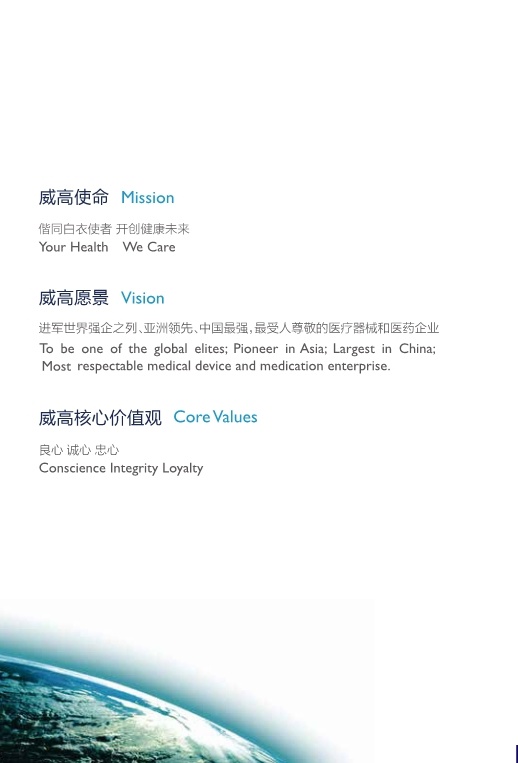 威高使命 Mission
偕同白衣使者 开创健康未来
Your Health We Care
威高愿景 Vision
进军世界强企之列、亚洲领先、中国最强，最受人尊敬的医疗器械和医药企业
To be one of the global elites; Pioneer in Asia; Largest in China;
Most respectable medical device and medication enterprise.
威高核心价值观 Core Values
良心 诚心 忠心
Conscience Integrity Loyalty